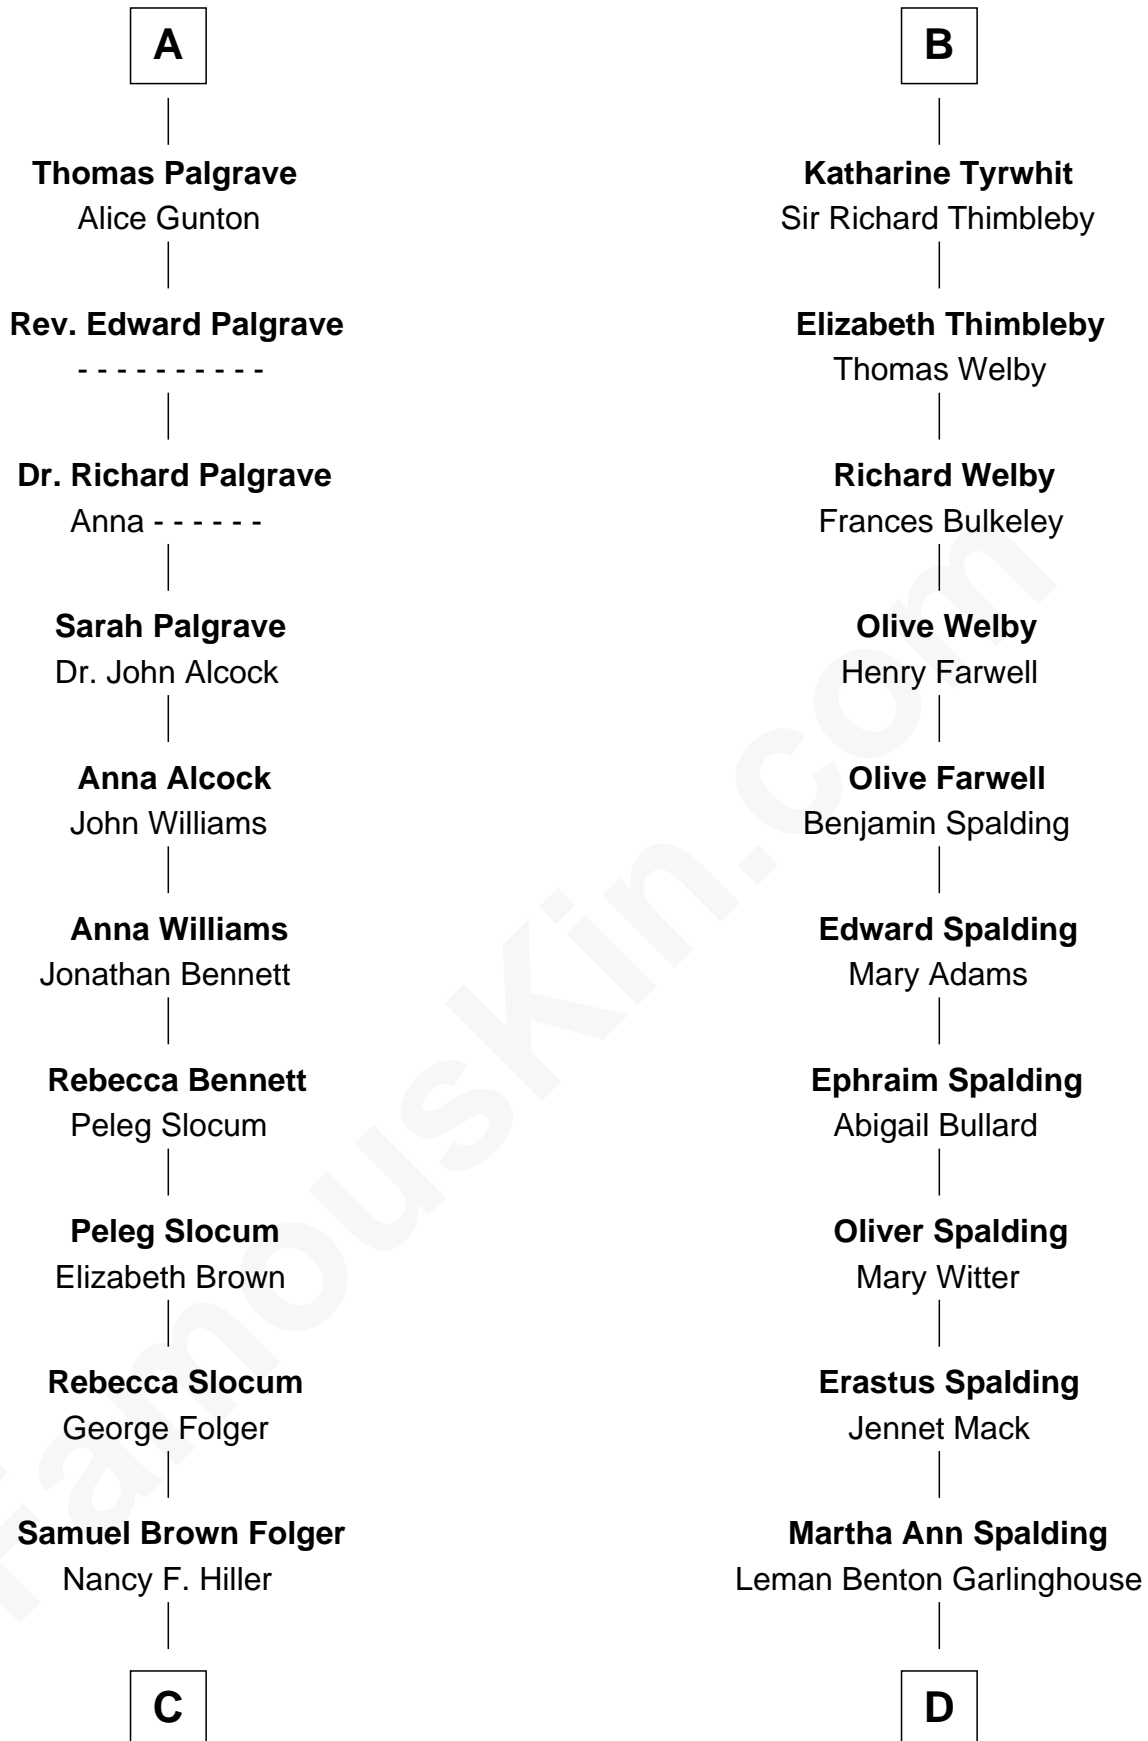 A
Thomas Palgrave
Alice Gunton
Rev. Edward Palgrave
- - - - - - - - - -
Dr. Richard Palgrave
Anna - - - - - -
Sarah Palgrave
Dr. John Alcock
Anna Alcock
John Williams
Anna Williams
Jonathan Bennett
Rebecca Bennett
Peleg Slocum
Peleg Slocum
Elizabeth Brown
Rebecca Slocum
George Folger
Samuel Brown Folger
Nancy F. Hiller
C
B
Katharine Tyrwhit
Sir Richard Thimbleby
Elizabeth Thimbleby
Thomas Welby
Richard Welby
Frances Bulkeley
Olive Welby
Henry Farwell
Olive Farwell
Benjamin Spalding
Edward Spalding
Mary Adams
Ephraim Spalding
Abigail Bullard
Oliver Spalding
Mary Witter
Erastus Spalding
Jennet Mack
Martha Ann Spalding
Leman Benton Garlinghouse
D
FamousKin.com